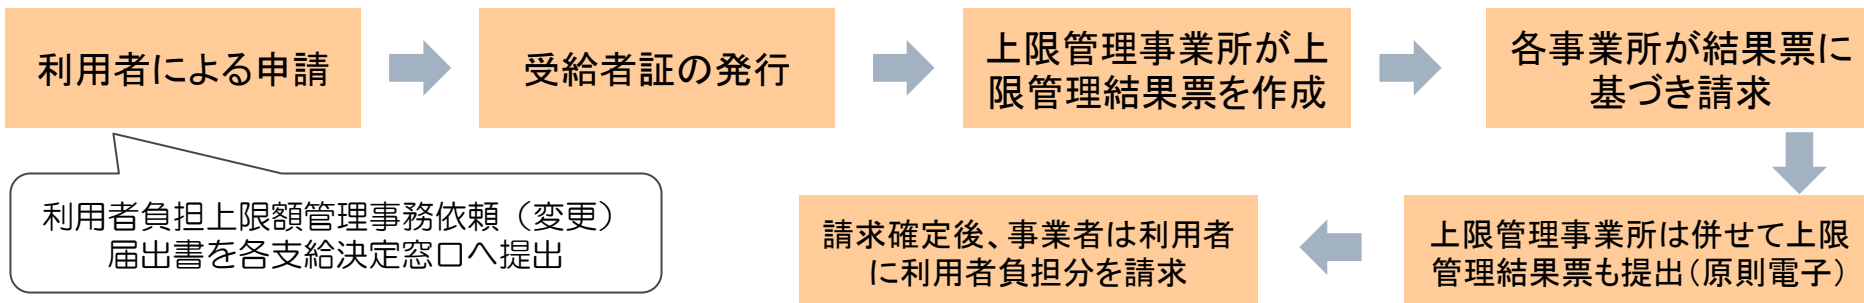 利用者による申請
受給者証の発行
上限管理事業所が上
限管理結果票を作成
各事業所が結果票に
基づき請求
利用者負担上限額管理事務依頼（変更）
届出書を各支給決定窓口へ提出
上限管理事業所は併せて上限
管理結果票も提出（原則電子）
請求確定後、事業者は利用者
に利用者負担分を請求